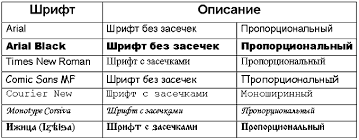 Шрифт Описание
Arial Шрифт без засечек Пропорциональный
Arial Black Шрифт без засечек Пропорциональный
Times New Roman Шрифт с засечками Пропорциональный
Comic Sans MF Шрифт без засечек Пропорциональный
Courier New Шрифт с засечками Моноширинный
Monotype Corsiva Шрифт с засечками Пропорциональный
Ижица Шрифт с засечками Пропорциональный